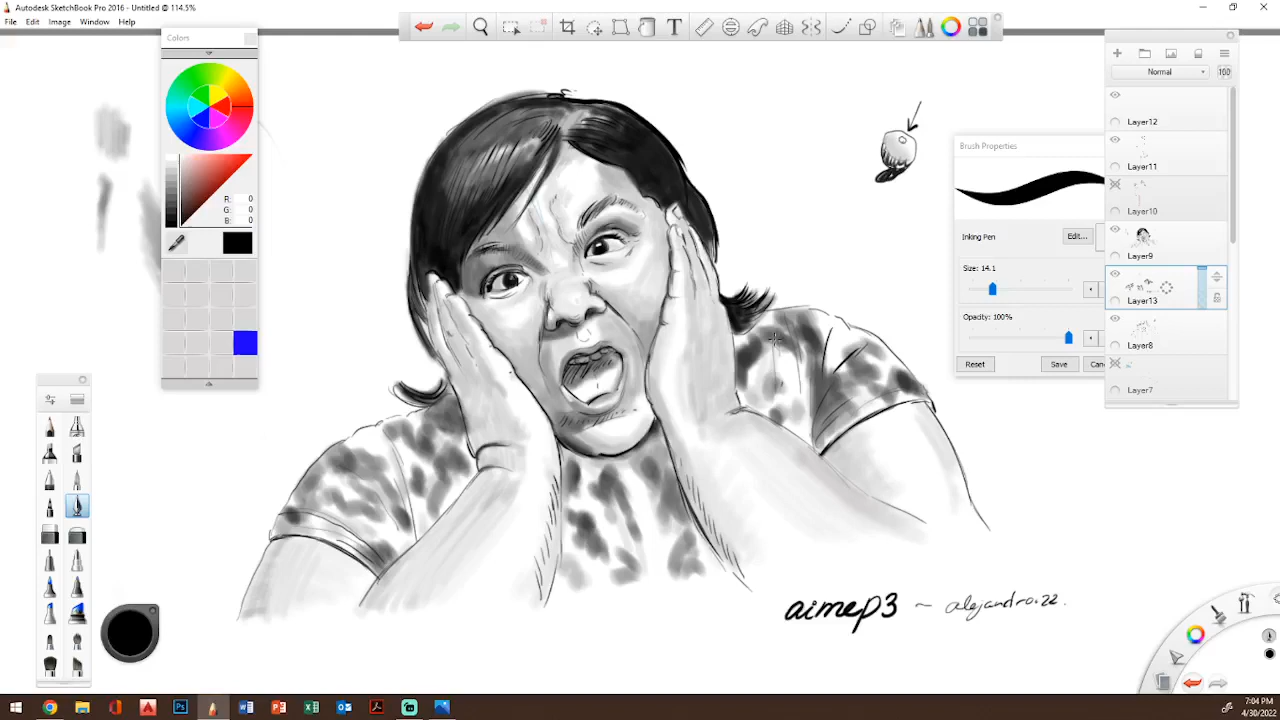 Autodesk SketchBook Pro 2016 - Untitled @ 114.5%
File Edit Image Window Help
Colors
R: 0
G: 0
B: 0
T
Normal
100
Layer12
Layer11
Layer10
Layer9
Layer13
Layer8
Layer7
Brush Properties
Inking Pen
Edit...
Size: 14.1
Opacity: 100%
Reset
Save
Can
aimep3 ~ alejandro.22.
7:04 PM
4/30/2022